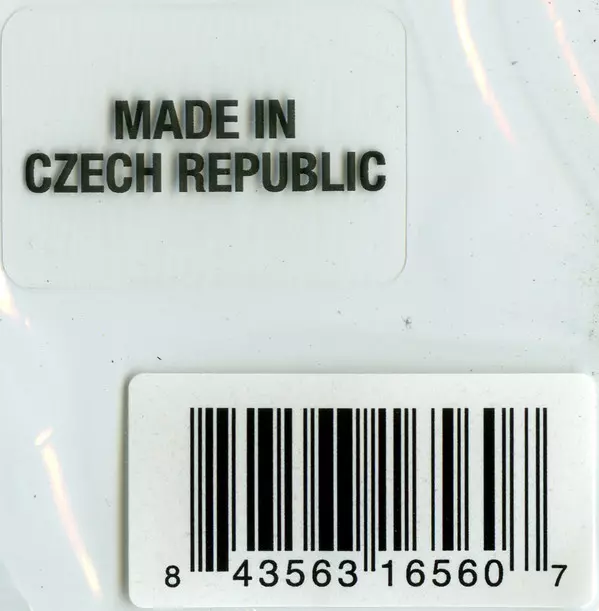 MADE IN
CZECH REPUBLIC
8 43563 16560 7